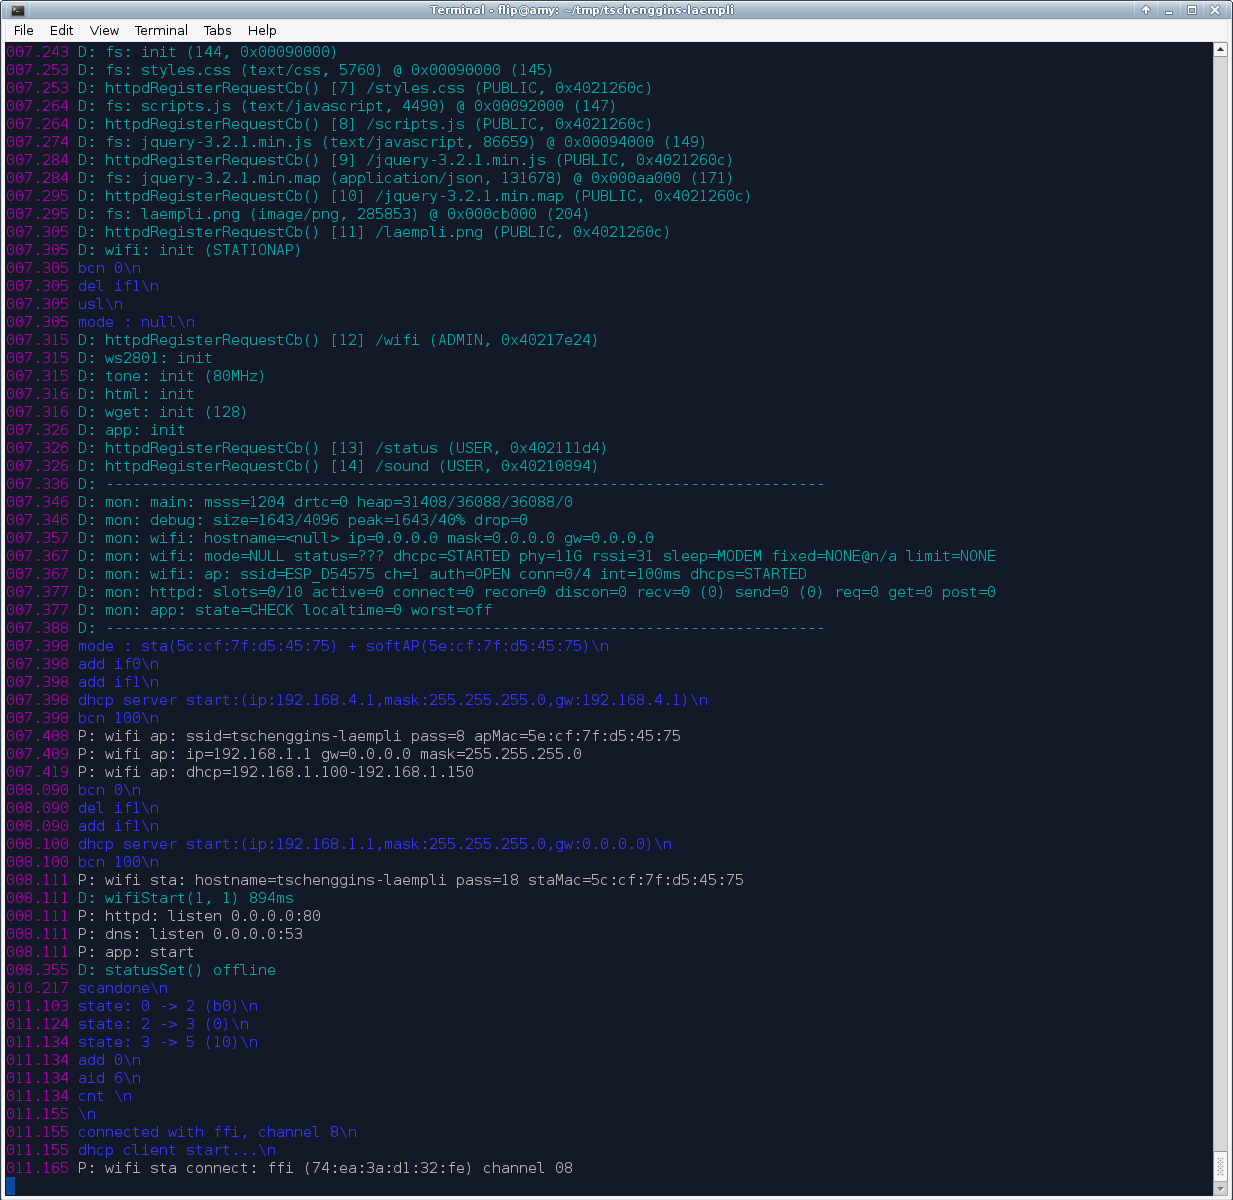 Terminal - flip@amy: ~/tmp/tschenggins-laempli
File Edit View Terminal Tabs Help
007.243 D: fs: init (144, 0x00090000)
007.253 D: fs: styles.css (text/css, 5760) @ 0x00090000 (145)
007.253 D: httpdRegisterRequestCb() [7] /styles.css (PUBLIC, 0x4021260c)
007.264 D: fs: scripts.js (text/javascript, 4490) @ 0x00092000 (147)
007.264 D: httpdRegisterRequestCb() [8] /scripts.js (PUBLIC, 0x4021260c)
007.274 D: fs: jquery-3.2.1.min.js (text/javascript, 86659) @ 0x00094000 (149)
007.284 D: httpdRegisterRequestCb() [9] /jquery-3.2.1.min.js (PUBLIC, 0x4021260c)
007.284 D: fs: jquery-3.2.1.min.map (application/json, 131678) @ 0x000aa000 (171)
007.295 D: httpdRegisterRequestCb() [10] /jquery-3.2.1.min.map (PUBLIC, 0x4021260c)
007.295 D: fs: laempli.png (image/png, 285853) @ 0x000cb000 (204)
007.305 D: httpdRegisterRequestCb() [11] /laempli.png (PUBLIC, 0x4021260c)
007.305 D: wifi: init (STATIONAP)
007.305 bcn 0\n
007.305 del if1\n
007.305 usl\n
007.305 mode : null\n
007.315 D: httpdRegisterRequestCb() [12] /wifi (ADMIN, 0x40217e24)
007.315 D: ws2801: init
007.315 D: tone: init (80MHz)
007.316 D: html: init
007.316 D: wget: init (128)
007.326 D: app: init
007.326 D: httpdRegisterRequestCb() [13] /status (USER, 0x402111d4)
007.326 D: httpdRegisterRequestCb() [14] /sound (USER, 0x40210894)
007.336 D: --------------------------------------------------------------------------------
007.346 D: mon: main: msss=1204 drtc=0 heap=31408/36088/36088/0
007.346 D: mon: debug: size=1643/4096 peak=1643/40% drop=0
007.357 D: mon: wifi: hostname=<null> ip=0.0.0.0 mask=0.0.0.0 gw=0.0.0.0
007.367 D: mon: wifi: mode=NULL status=??? dhcpc=STARTED phy=11G rssi=31 sleep=MODEM fixed=NONE@n/a limit=NONE
007.367 D: mon: wifi: ap: ssid=ESP_D54575 ch=1 auth=OPEN conn=0/4 int=100ms dhcps=STARTED
007.377 D: mon: httpd: slots=0/10 active=0 connect=0 recon=0 discon=0 recv=0 (0) send=0 (0) req=0 get=0 post=0
007.377 D: mon: app: state=CHECK localtime=0 worst=off
007.388 D: --------------------------------------------------------------------------------
007.398 mode : sta(5c:cf:7f:d5:45:75) + softAP(5e:cf:7f:d5:45:75)\n
007.398 add if0\n
007.398 add if1\n
007.398 dhcp server start:(ip:192.168.4.1,mask:255.255.255.0,gw:192.168.4.1)\n
007.398 bcn 100\n
007.408 P: wifi ap: ssid=tschenggins-laempli pass=8 apMac=5e:cf:7f:d5:45:75
007.409 P: wifi ap: ip=192.168.1.1 gw=0.0.0.0 mask=255.255.255.0
007.419 P: wifi ap: dhcp=192.168.1.100-192.168.1.150
008.090 bcn 0\n
008.090 del if1\n
008.090 add if1\n
008.100 dhcp server start:(ip:192.168.1.1,mask:255.255.255.0,gw:0.0.0.0)\n
008.100 bcn 100\n
008.111 P: wifi sta: hostname=tschenggins-laempli pass=18 staMac=5c:cf:7f:d5:45:75
008.111 D: wifiStart(1, 1) 894ms
008.111 P: httpd: listen 0.0.0.0:80
008.111 P: dns: listen 0.0.0.0:53
008.111 P: app: start
008.355 D: statusSet() offline
010.217 scandone\n
011.103 state: 0 -> 2 (b0)\n
011.124 state: 2 -> 3 (0)\n
011.134 state: 3 -> 5 (10)\n
011.134 add 0\n
011.134 aid 6\n
011.134 cnt \n
011.155 \n
011.155 connected with ffi, channel 8\n
011.155 dhcp client start...\n
011.165 P: wifi sta connect: ffi (74:ea:3a:d1:32:fe) channel 08